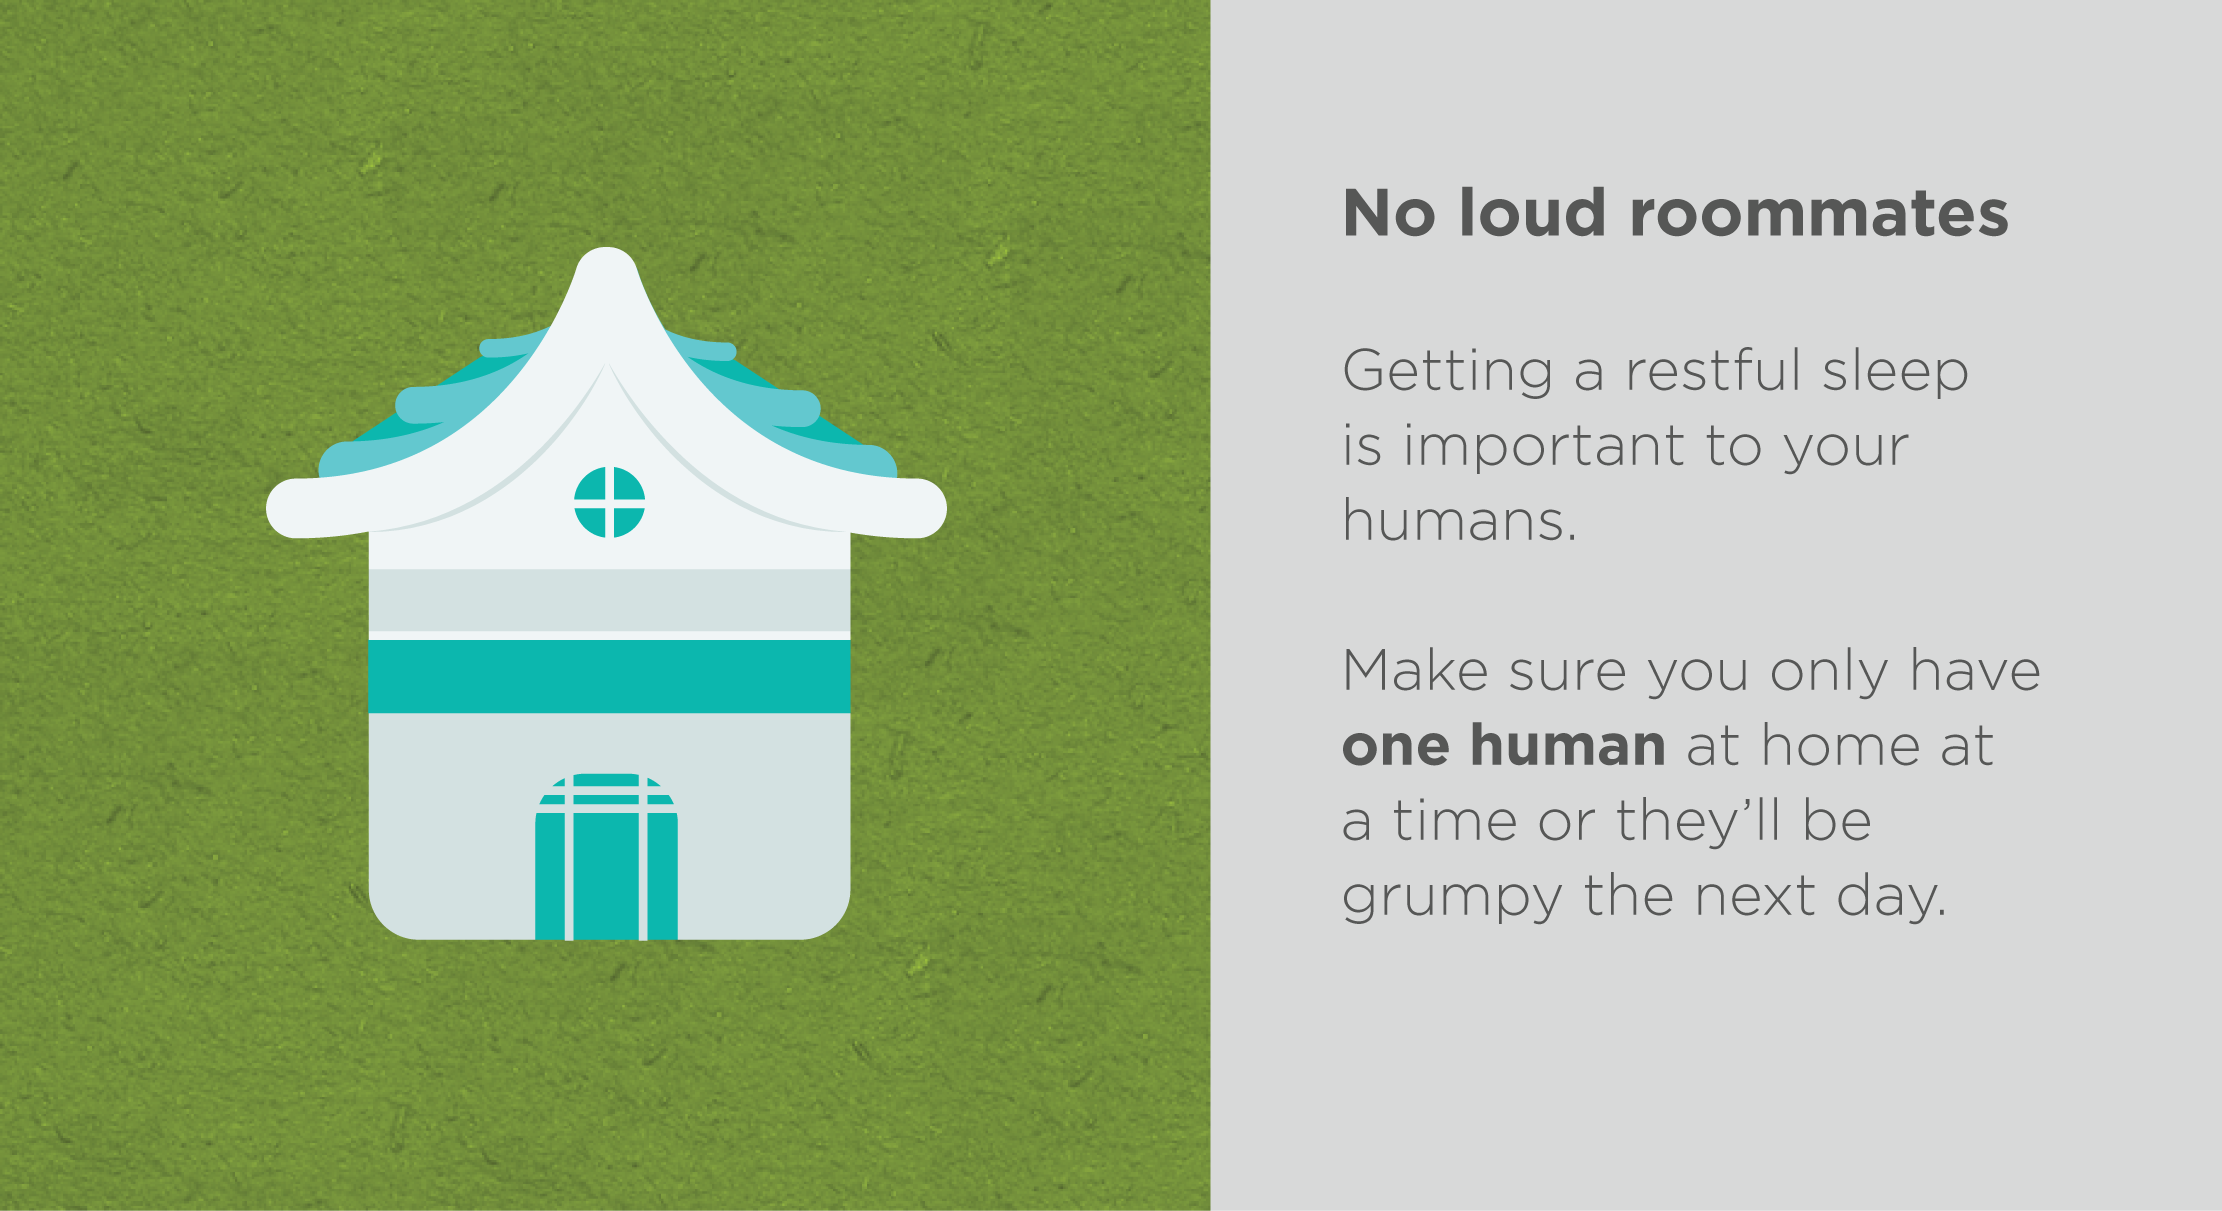 No loud roommates
Getting a restful sleep
is important to your
humans.
Make sure you only have
one human at home at
a time or they’ll be
grumpy the next day.